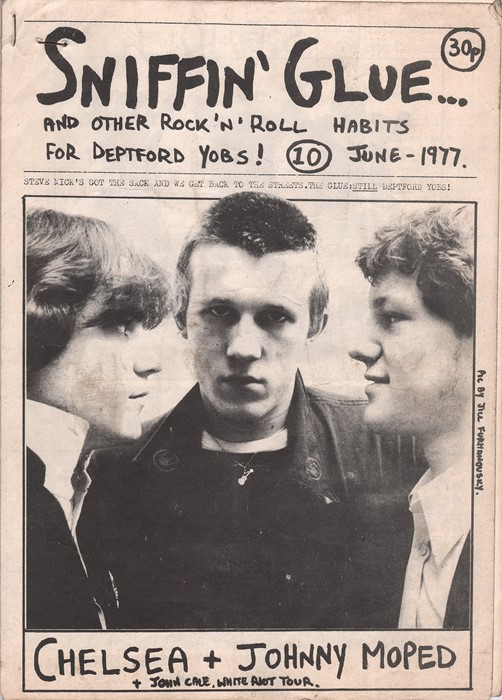 SNIFFIN' GLUE...
30p
AND OTHER ROCK'N'ROLL HABITS
FOR DEPTFORD YOBS! 10 JUNE-1977.
STEVE MICK'S GOT THE SACK AND WE GET BACK TO THE STREETS.THE GLUE:STILL DEPTFORD YOBS!
PIC BY JILL FURMANOVSKY.
CHELSEA + JOHNNY MOPED
+ JOHN CALE, WHITE RIOT TOUR.